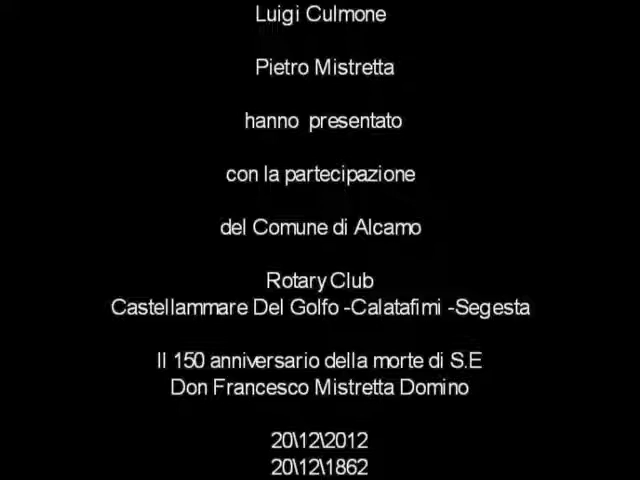 Luigi Culmone
Pietro Mistretta
hanno presentato
con la partecipazione
del Comune di Alcamo
Rotary Club
Castellammare Del Golfo -Calatafimi -Segesta
Il 150 anniversario della morte di S.E
Don Francesco Mistretta Domino
20\12\2012
20\12\1862